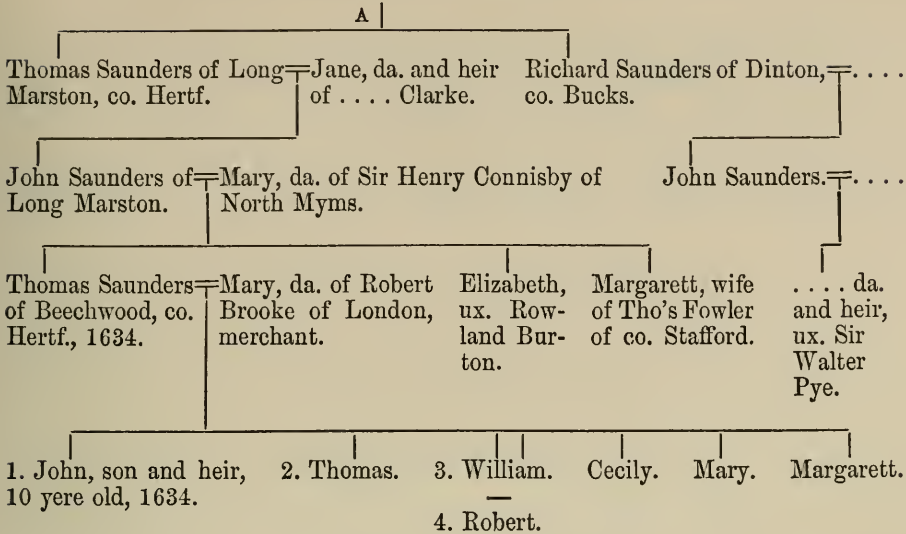 A
Thomas Saunders of Long Marston, co. Hertf.
Jane, da. and heir of . . . . Clarke.
Richard Saunders of Dinton, co. Bucks.
. . . .
John Saunders of Long Marston.
Mary, da. of Sir Henry Connisby of North Myms.
John Saunders.
. . . .
Thomas Saunders of Beechwood, co. Hertf., 1634.
Mary, da. of Robert Brooke of London, merchant.
Elizabeth, ux. Row-land Bur-ton.
Margarett, wife of Tho's Fowler of co. Stafford.
. . . . da. and heir, ux. Sir Walter Pye.
1. John, son and heir, 10 yere old, 1634.
2. Thomas.
3. William.
4. Robert.
Cecily.
Mary.
Margarett.